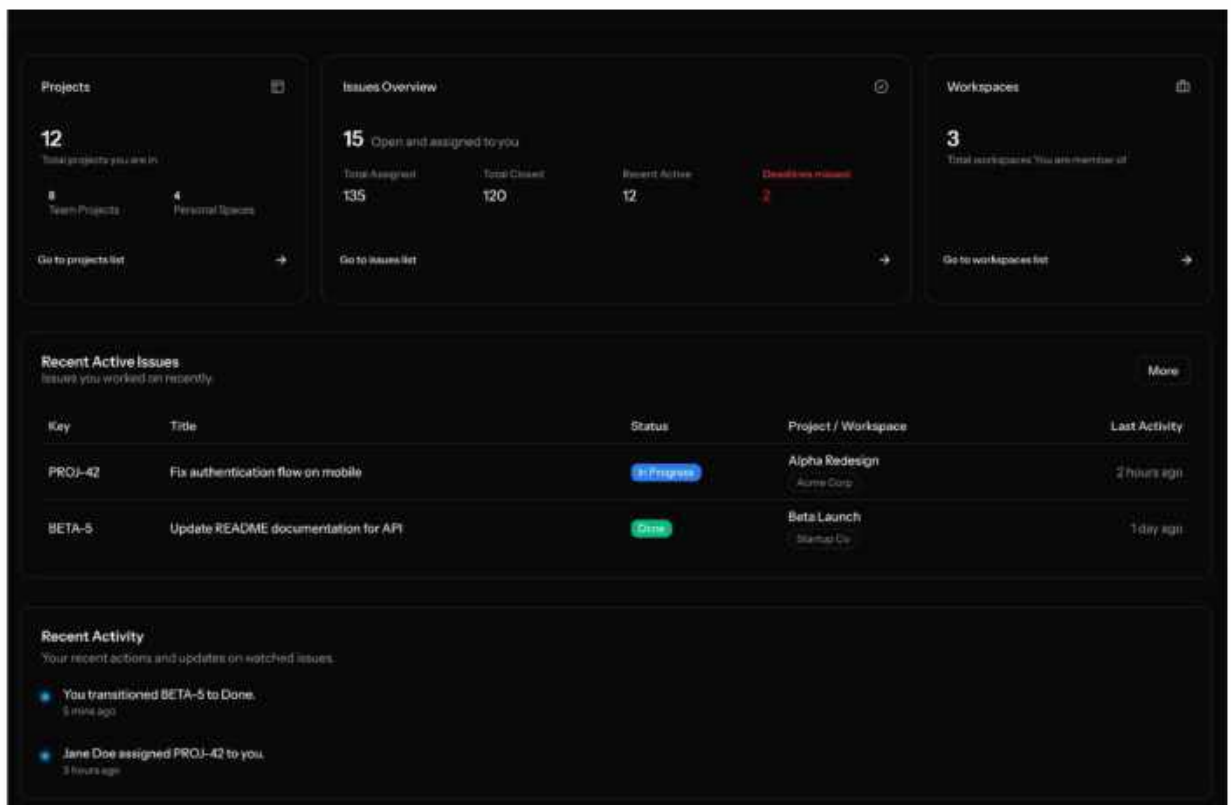 Projects
12
Total projects you are in
8
Team Projects
4
Personal Spaces
Go to projects list
Issues Overview
15 Open and assigned to you
Total Assigned
135
Total Closed
120
Recent Active
12
Deadlines missed
2
Go to issues list
Workspaces
3
Total workspaces You are member of
Go to workspaces list
Recent Active Issues
Issues you worked on recently.
More
Key Title Status Project / Workspace Last Activity
PROJ-42 Fix authentication flow on mobile In Progress Alpha Redesign 2 hours ago
Acme Corp
BETA-5 Update README documentation for API Done Beta Launch 1 day ago
Startup Co
Recent Activity
Your recent actions and updates on watched issues.
You transitioned BETA-5 to Done.
5 mins ago
Jane Doe assigned PROJ-42 to you.
3 hours ago